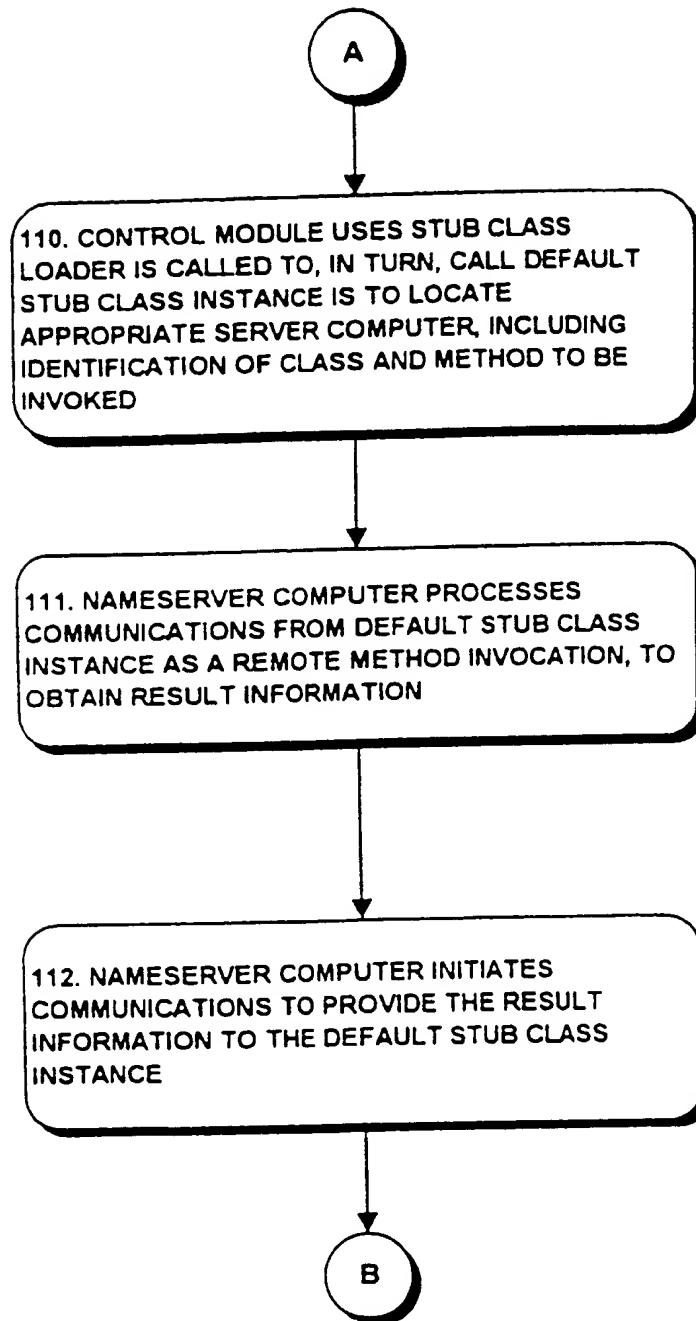 A
110. CONTROL MODULE USES STUB CLASS
LOADER IS CALLED TO, IN TURN, CALL DEFAULT
STUB CLASS INSTANCE IS TO LOCATE
APPROPRIATE SERVER COMPUTER, INCLUDING
IDENTIFICATION OF CLASS AND METHOD TO BE
INVOKED
111. NAMESERVER COMPUTER PROCESSES
COMMUNICATIONS FROM DEFAULT STUB CLASS
INSTANCE AS A REMOTE METHOD INVOCATION, TO
OBTAIN RESULT INFORMATION
112. NAMESERVER COMPUTER INITIATES
COMMUNICATIONS TO PROVIDE THE RESULT
INFORMATION TO THE DEFAULT STUB CLASS
INSTANCE
B